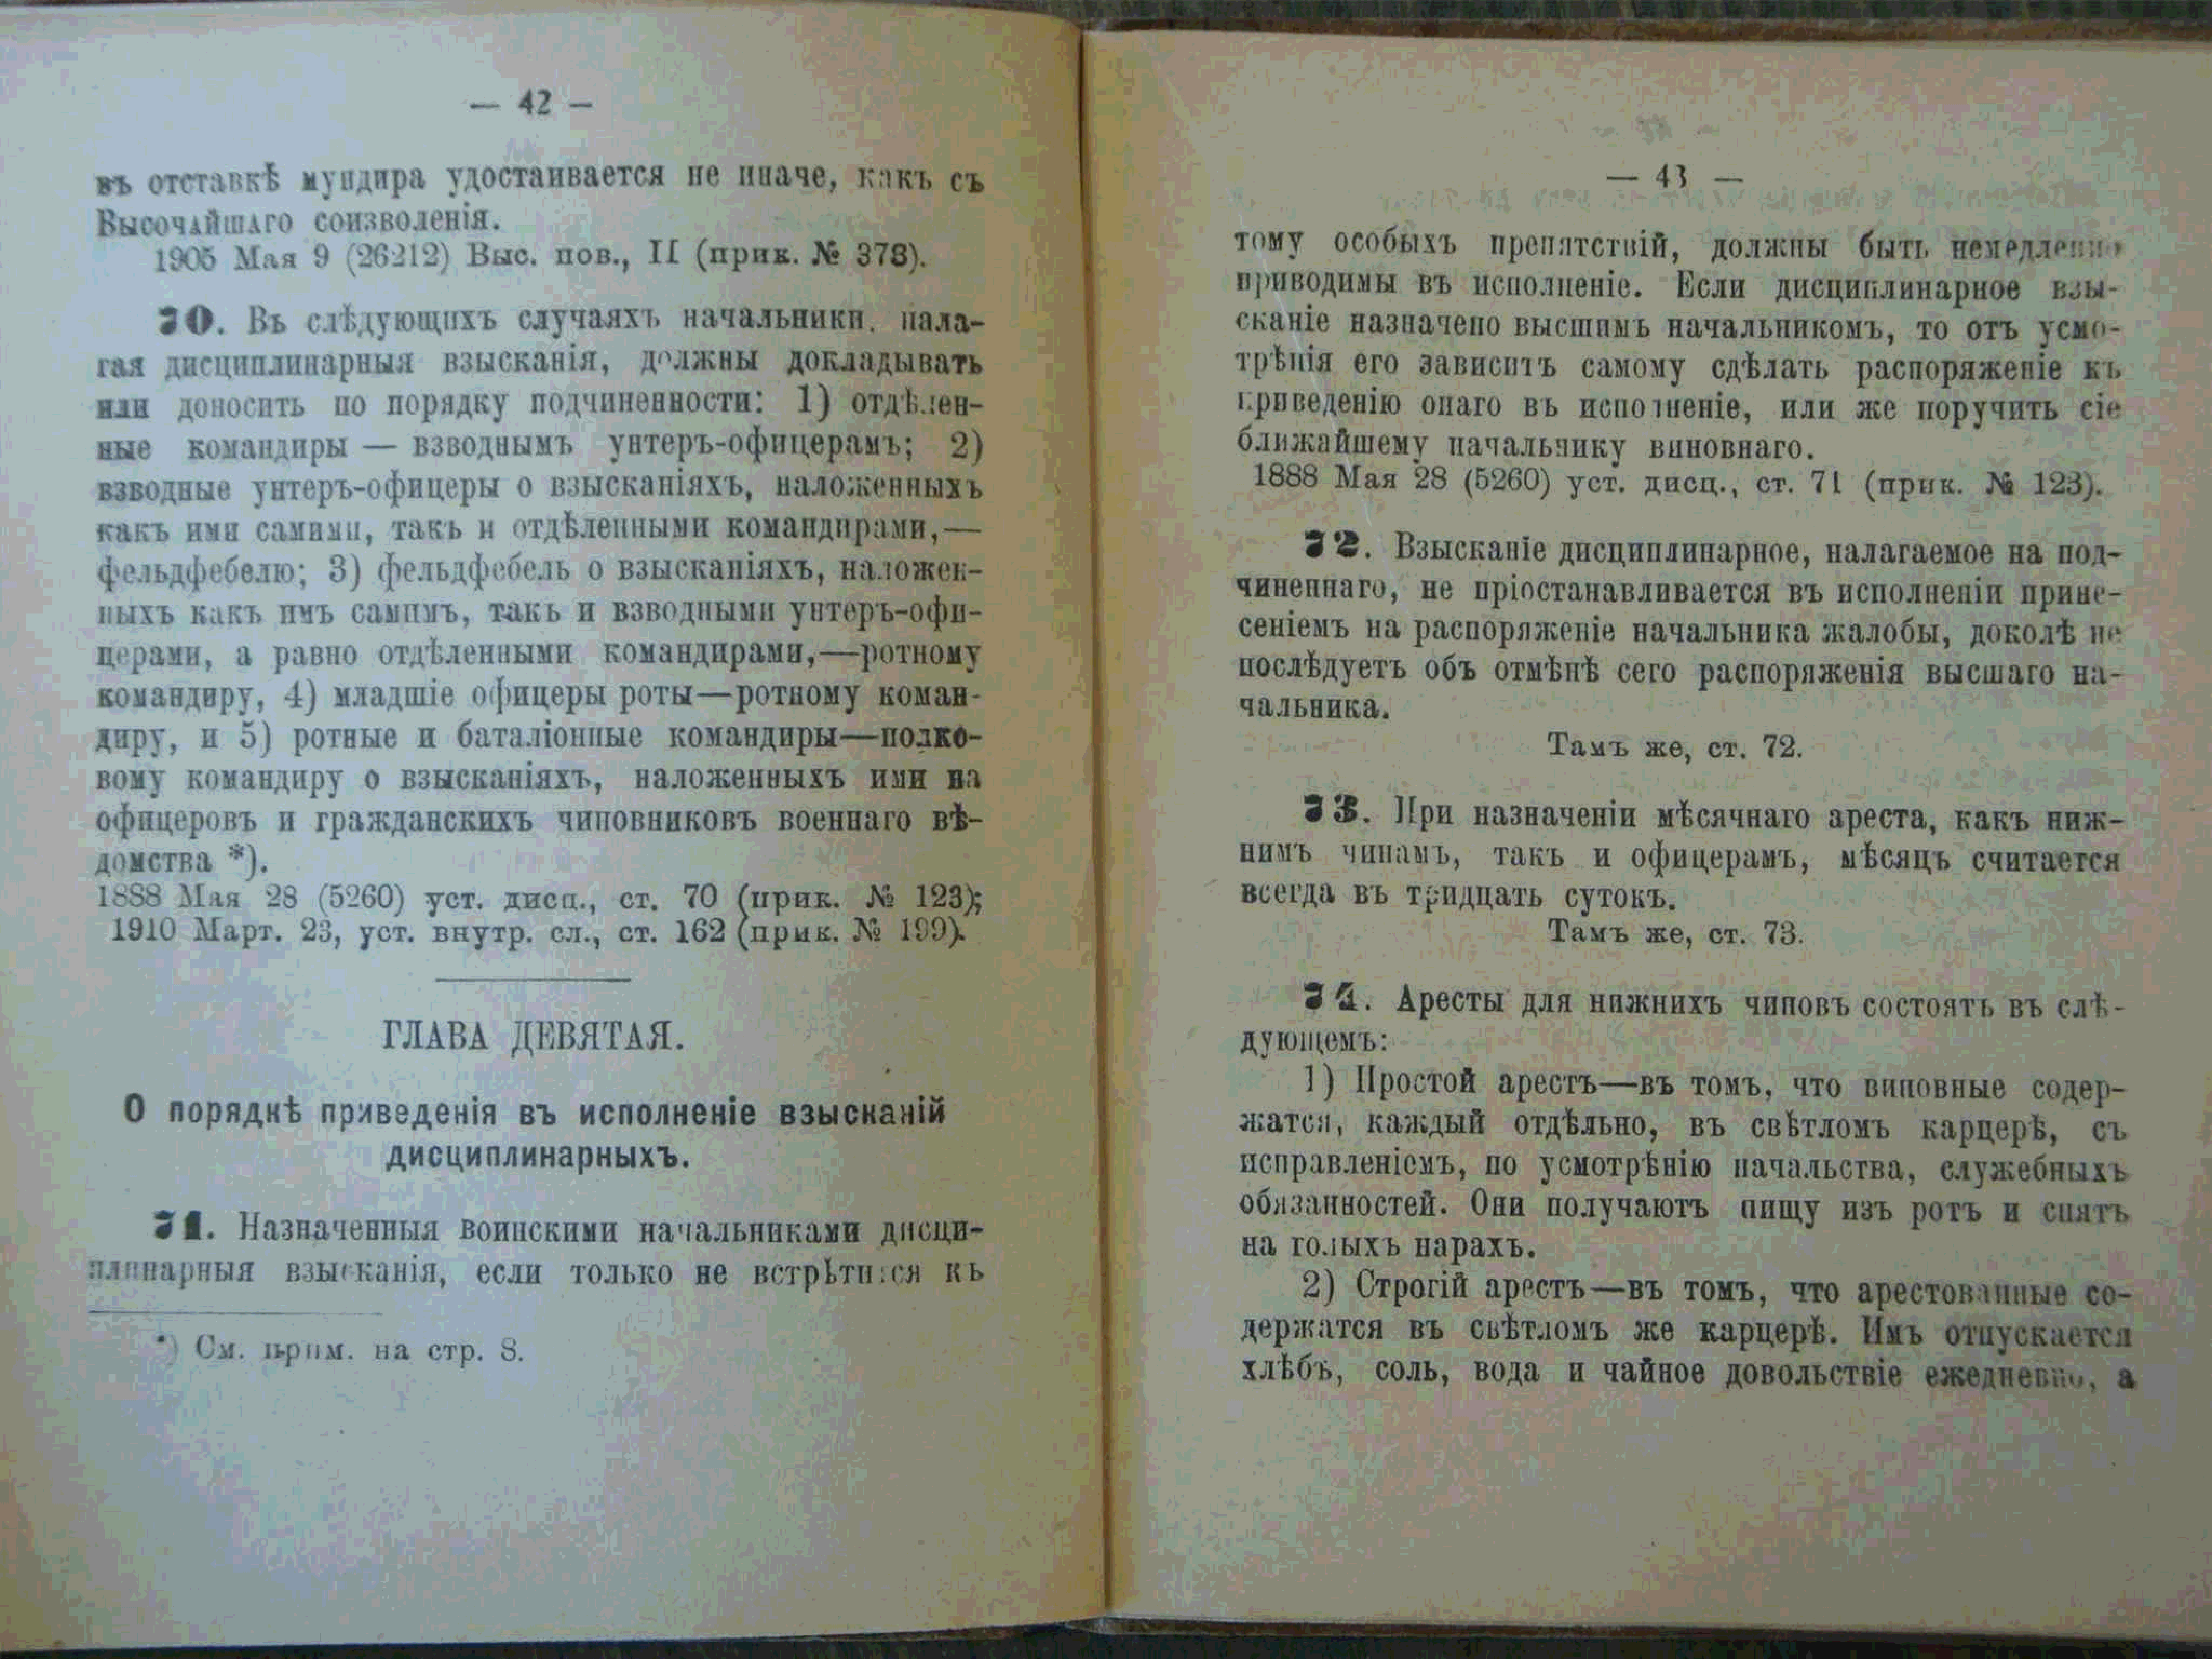 — 42 —
въ отставкѣ мундира удостаивается не иначе, какъ съ
Высочайшаго соизволенія.
1905 Мая 9 (26212) Выс. пов., II (прик. № 373).
70. Въ слѣдующихъ случаяхъ начальники, нала-
гая дисциплинарныя взысканія, должны докладывать
или доносить по порядку подчиненности: 1) отдѣлен-
ные командиры — взводнымъ унтеръ-офицерамъ; 2)
взводные унтеръ-офицеры о взысканіяхъ, наложенныхъ
какъ ими самими, такъ и отдѣленными командирами,—
фельдфебелю; 3) фельдфебель о взысканіяхъ, наложен-
ныхъ какъ имъ самимъ, такъ и взводными унтеръ-офи-
церами, а равно отдѣленными командирами,—ротному
командиру, 4) младшіе офицеры роты—ротному коман-
диру, и 5) ротные и баталіонные командиры—полко-
вому командиру о взысканіяхъ, наложенныхъ ими на
офицеровъ и гражданскихъ чиновниковъ военнаго вѣ-
домства *).
1888 Мая 28 (5260) уст. дисц., ст. 70 (прик. № 123);
1910 Март. 23, уст. внутр. сл., ст. 162 (прик. № 199).
ГЛАВА ДЕВЯТАЯ.
О порядкѣ приведенія въ исполненіе взысканій
дисциплинарныхъ.
71. Назначенныя воинскими начальниками дисци-
плинарныя взысканія, если только не встрѣтится къ
*) См. прим. на стр. 8.
— 43 —
тому особыхъ препятствій, должны быть немедленно
приводимы въ исполненіе. Если дисциплинарное взы-
сканіе назначено высшимъ начальникомъ, то отъ усмо-
трѣнія его зависитъ самому сдѣлать распоряженіе къ
приведенію онаго въ исполненіе, или же поручить сіе
ближайшему начальнику виновнаго.
1888 Мая 28 (5260) уст. дисц., ст. 71 (прик. № 123).
72. Взысканіе дисциплинарное, налагаемое на под-
чиненнаго, не пріостанавливается въ исполненіи прине-
сеніемъ на распоряженіе начальника жалобы, доколѣ не
послѣдуетъ объ отмѣнѣ сего распоряженія высшаго на-
чальника.
Тамъ же, ст. 72.
73. При назначеніи мѣсячнаго ареста, какъ ниж-
нимъ чинамъ, такъ и офицерамъ, мѣсяцъ считается
всегда въ тридцать сутокъ.
Тамъ же, ст. 73.
74. Аресты для нижнихъ чиновъ состоятъ въ слѣ-
дующемъ:
1) Простой арестъ—въ томъ, что виновные содер-
жатся, каждый отдѣльно, въ свѣтломъ карцерѣ, съ
исправленіемъ, по усмотрѣнію начальства, служебныхъ
обязанностей. Они получаютъ пищу изъ ротъ и спятъ
на голыхъ нарахъ.
2) Строгій арестъ—въ томъ, что арестованные со-
держатся въ свѣтломъ же карцерѣ. Имъ отпускается
хлѣбъ, соль, вода и чайное довольствіе ежедневно, а